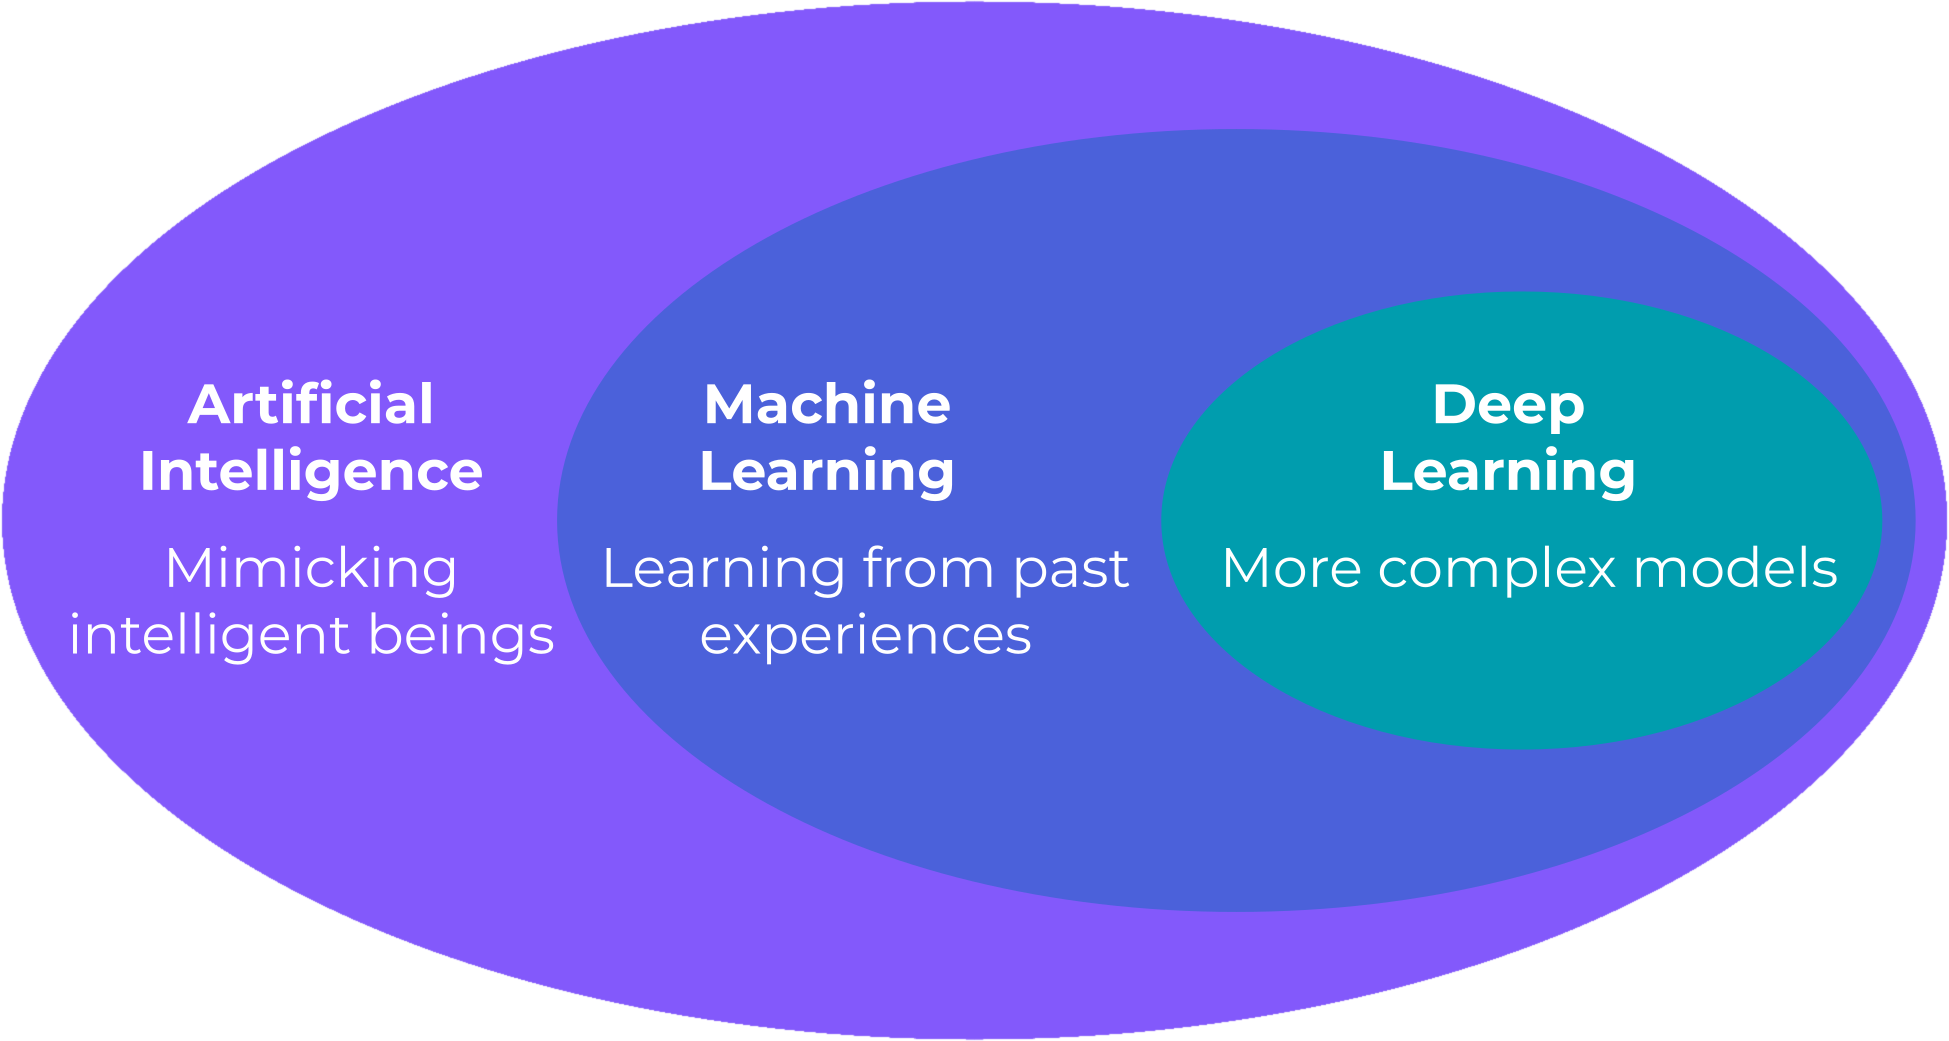 Artificial
Intelligence
Mimicking
intelligent beings
Machine
Learning
Learning from past
experiences
Deep
Learning
More complex models